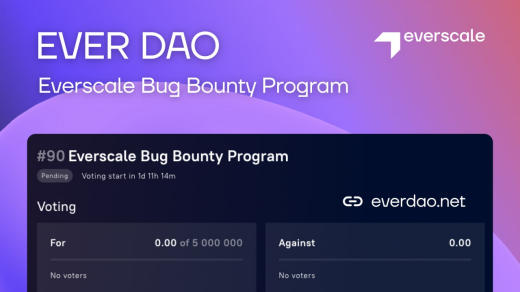 EVER DAO
everscale
Everscale Bug Bounty Program
#90 Everscale Bug Bounty Program
Pending Voting start in 1d 11h 14m
Voting
everdao.net
For 0.00 of 5 000 000
Against 0.00
No voters
No voters